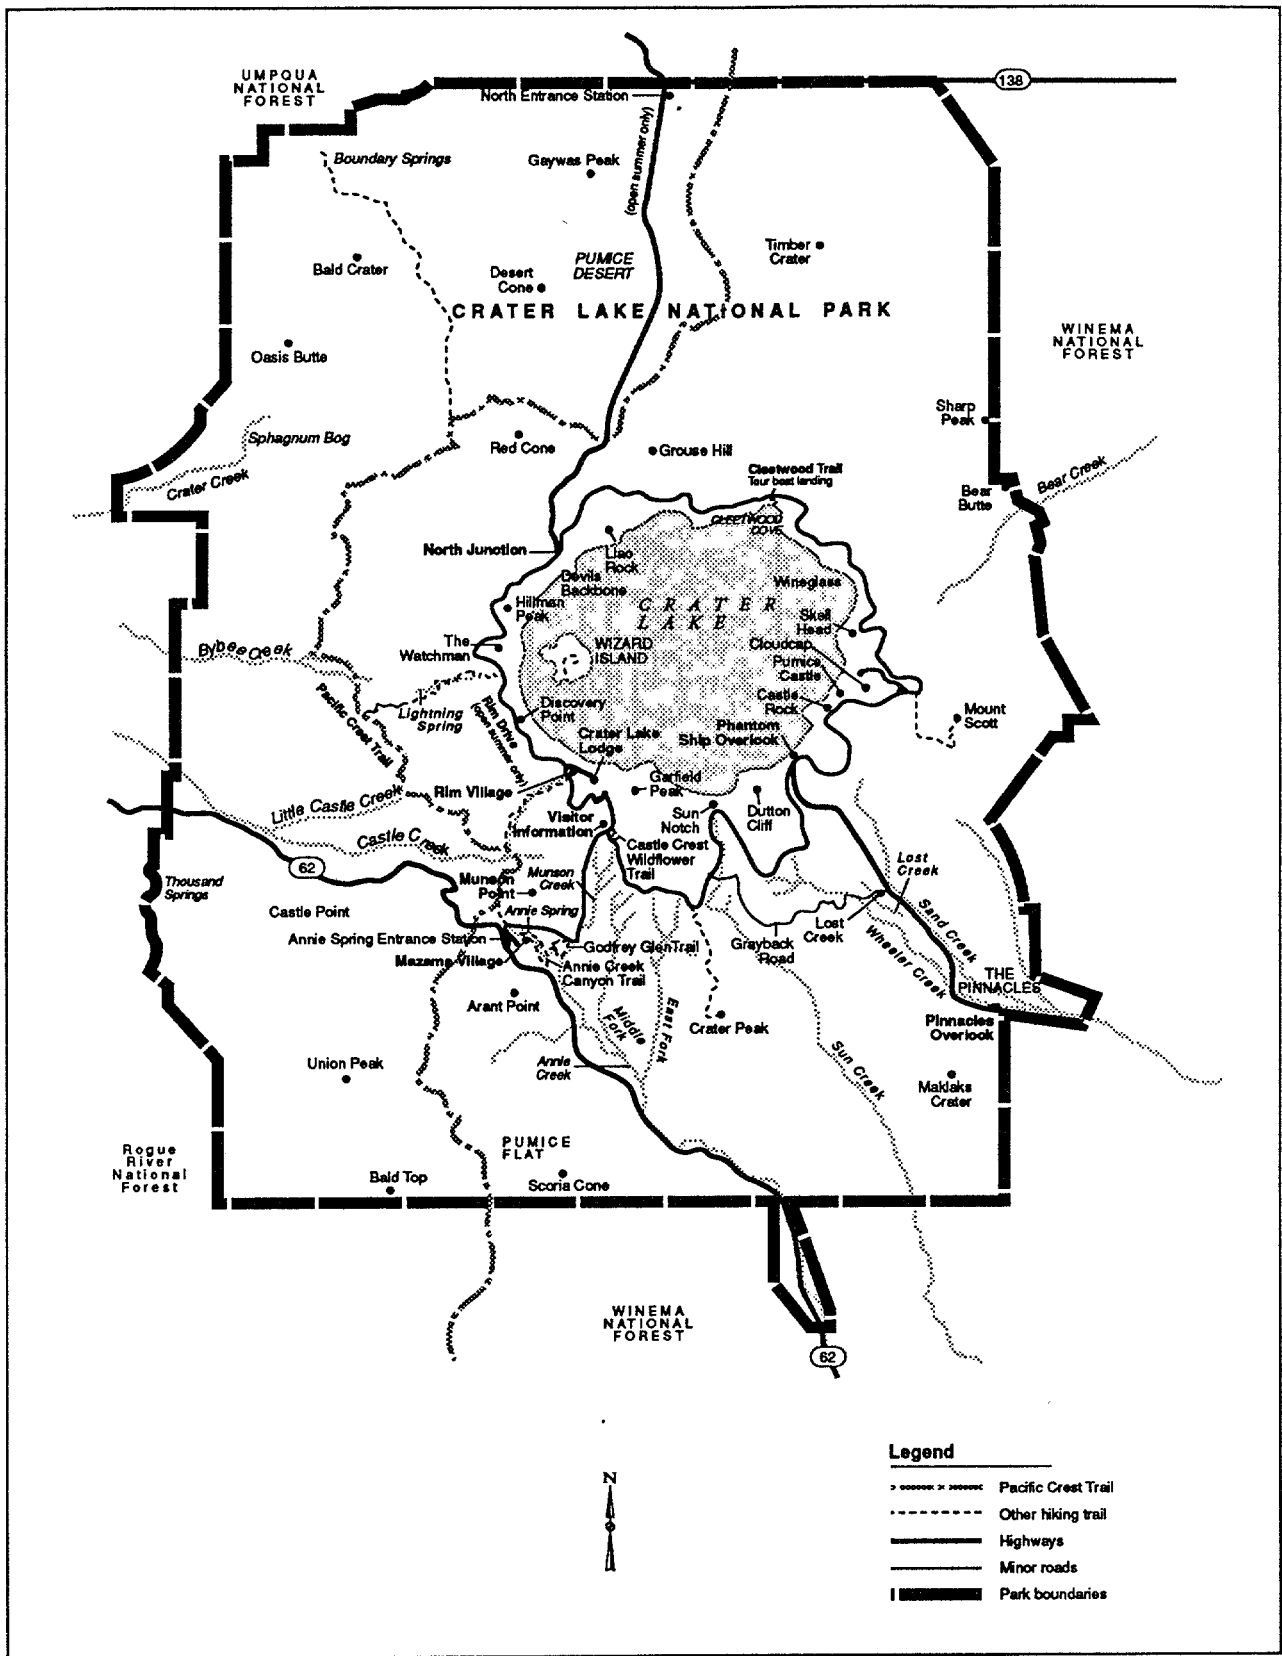 UMPQUA
NATIONAL
FOREST
138
North Entrance Station
(open summer only)
Boundary Springs
Gaywas Peak
Timber
Crater
PUMICE
DESERT
Bald Crater
Desert
Cone
CRATER LAKE NATIONAL PARK
WINEMA
NATIONAL
FOREST
Oasis Butte
Sharp
Peak
Sphagnum Bog
Red Cone
Grouse Hill
Crater Creek
Cleetwood Trail
Tour boat landing
Bear Creek
Bear
Butte
CLEETWOOD
COVE
North Junction
Llao
Rock
Devils
Backbone
Wineglass
Hillman
Peak
CRATER
LAKE
Skell
Head
Bybee Creek
The
Watchman
WIZARD
ISLAND
Cloudcap
Pumice
Castle
Pacific Crest Trail
Lightning
Spring
Rim Drive
(open summer only)
Discovery
Point
Castle
Rock
Mount
Scott
Crater Lake
Lodge
Phantom
Ship Overlook
Rim Village
Garfield
Peak
Little Castle Creek
Visitor
Information
Sun
Notch
Dutton
Cliff
Castle Creek
Castle Crest
Wildflower
Trail
62
Thousand
Springs
Munson
Point
Munson
Creek
Lost
Creek
Castle Point
Annie Spring
Sand Creek
Annie Spring Entrance Station
Godfrey Glen Trail
Grayback
Road
Lost
Creek
Wheeler Creek
Mazama Village
Annie Creek
Canyon Trail
THE
PINNACLES
Arant Point
Middle
Fork
East Fork
Crater Peak
Pinnacles
Overlook
Union Peak
Annie
Creek
Sun Creek
Maklaks
Crater
Rogue
River
National
Forest
PUMICE
FLAT
Bald Top
Scoria Cone
WINEMA
NATIONAL
FOREST
62
N
Legend
Pacific Crest Trail
Other hiking trail
Highways
Minor roads
Park boundaries